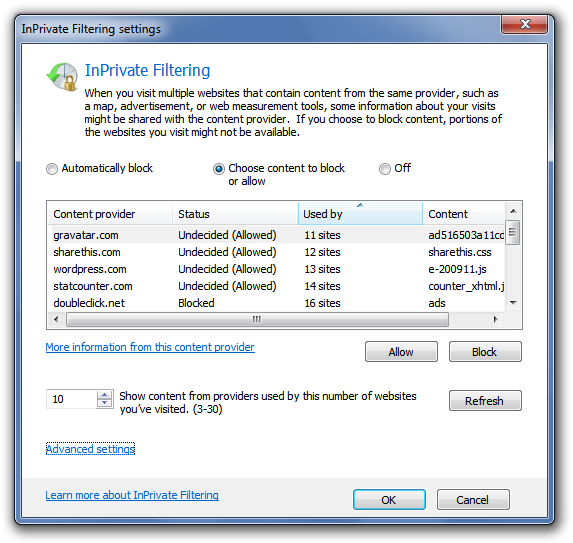 InPrivate Filtering settings
InPrivate Filtering
When you visit multiple websites that contain content from the same provider, such as
a map, advertisement, or web measurement tools, some information about your visits
might be shared with the content provider.  If you choose to block content, portions of
the websites you visit might not be available.
Automatically block Choose content to block Off
or allow
Content provider Status Used by Content
gravatar.com Undecided (Allowed) 11 sites ad516503a11cd
sharethis.com Undecided (Allowed) 12 sites sharethis.css
wordpress.com Undecided (Allowed) 13 sites e-200911.js
statcounter.com Undecided (Allowed) 14 sites counter_xhtml.j
doubleclick.net Blocked 16 sites ads
More information from this content provider Allow Block
10 Show content from providers used by this number of websites
you've visited. (3-30) Refresh
Advanced settings
Learn more about InPrivate Filtering OK Cancel